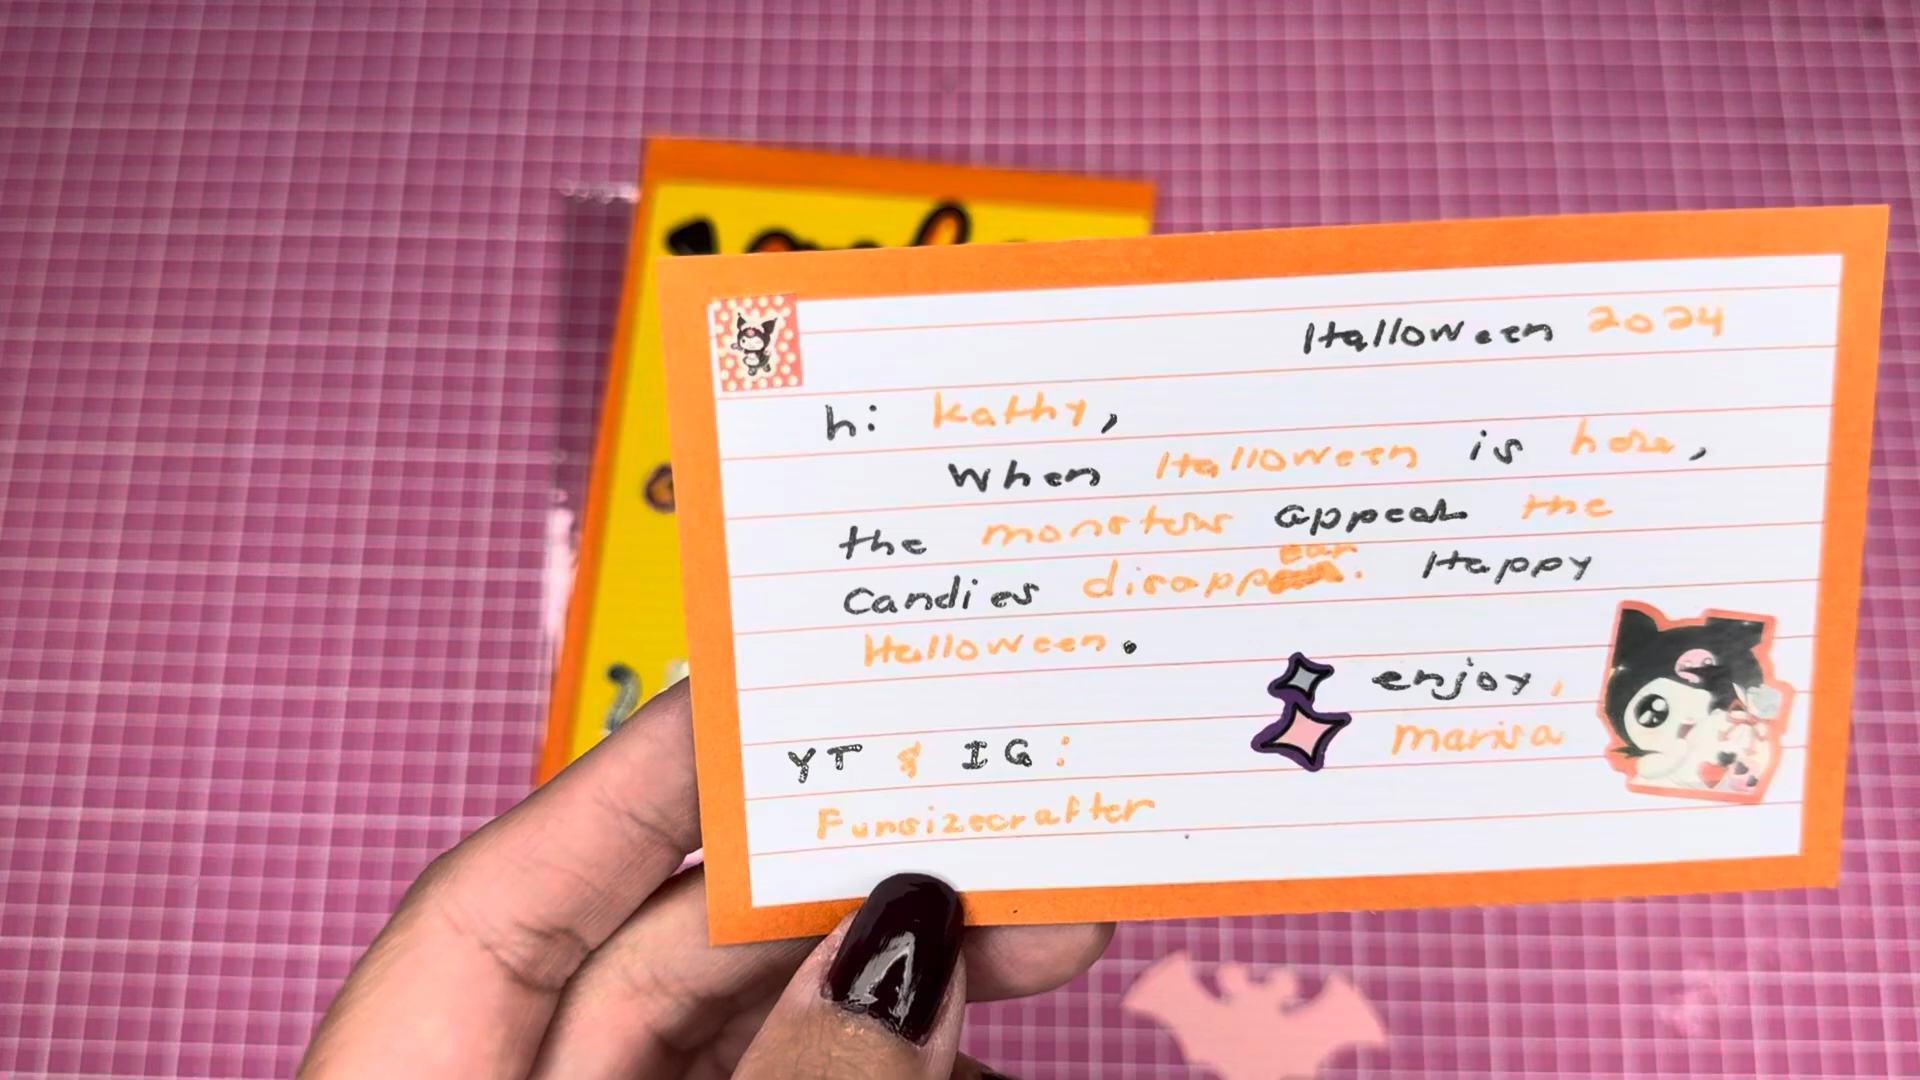 Halloween 2024
hi Kathy,
When Halloween is here,
the monsters appear the
Candies disappear. Happy
Halloween.
enjoy,
marisa
YT & IG:
Funsizecrafter